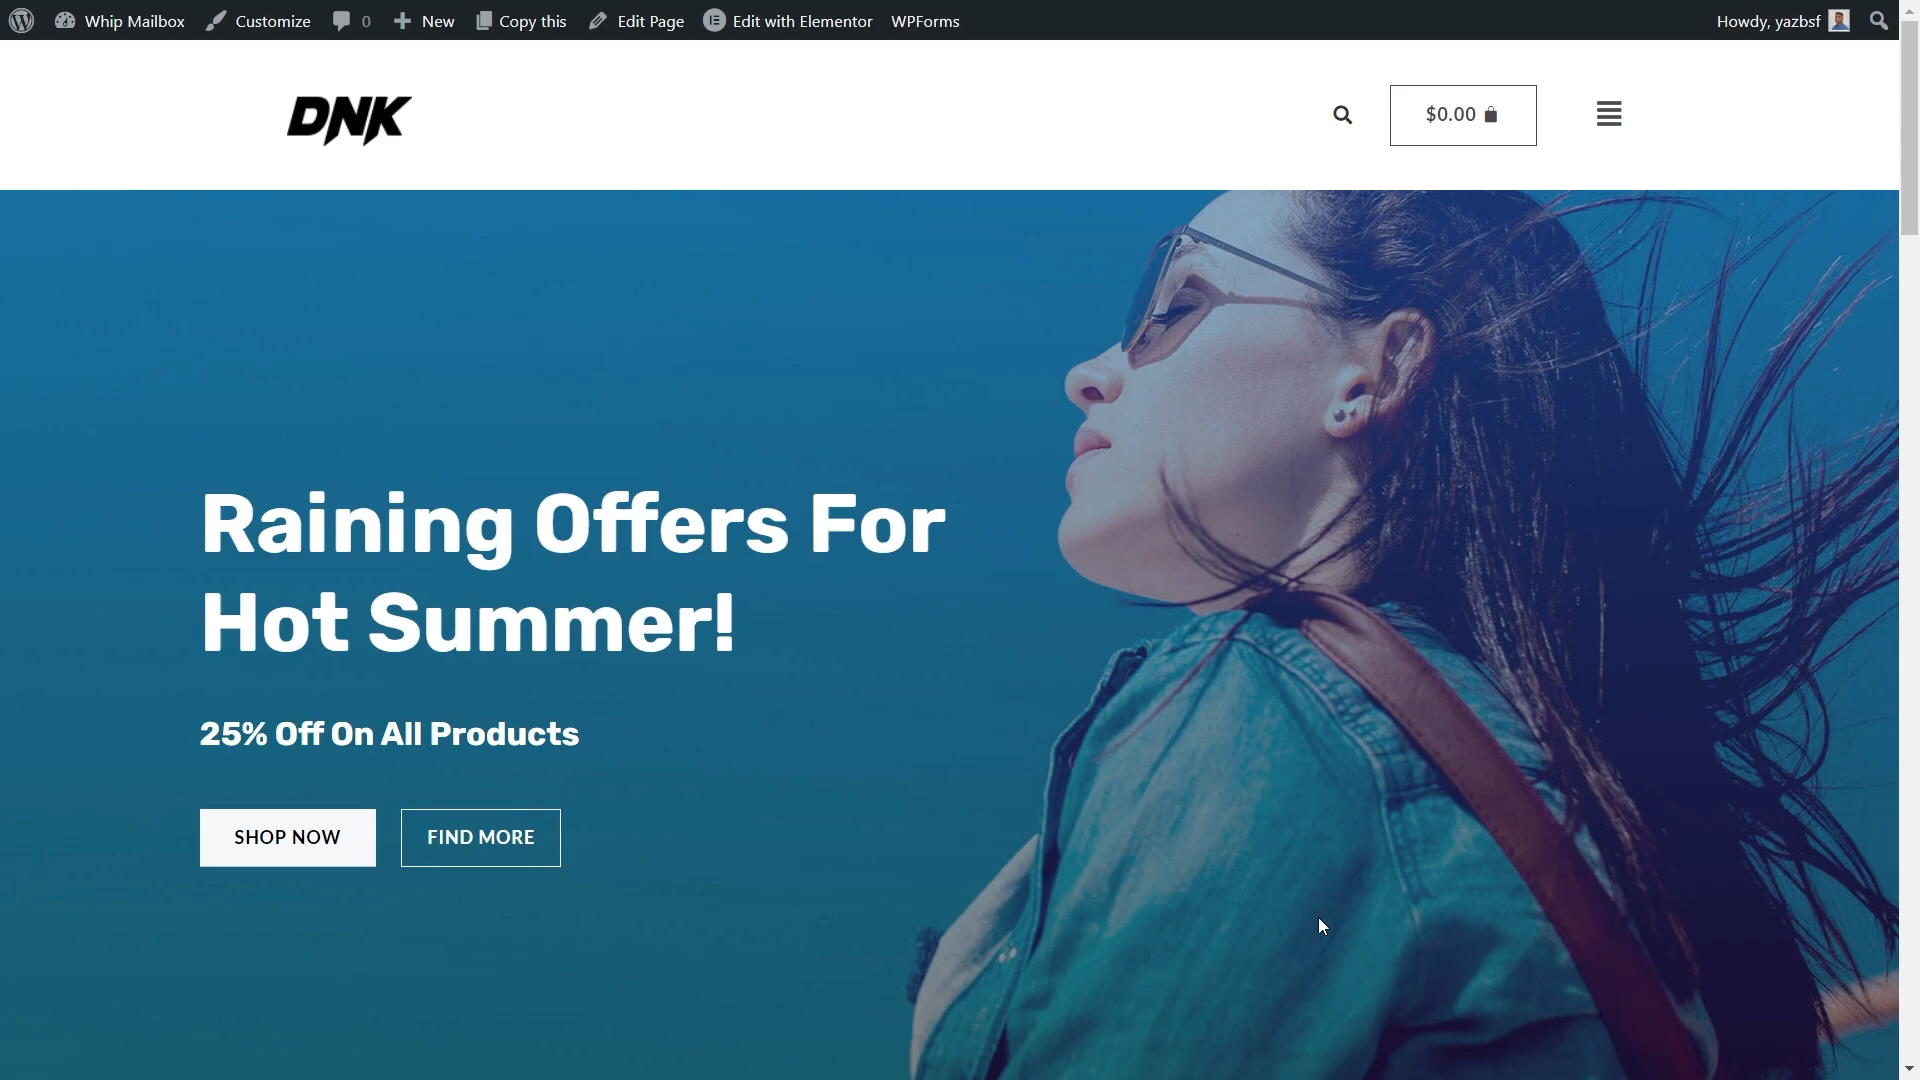 Whip Mailbox Customize 0 New Copy this Edit Page Edit with Elementor WPForms Howdy, yazbsf
DNK
$0.00
Raining Offers For
Hot Summer!
25% Off On All Products
SHOP NOW FIND MORE